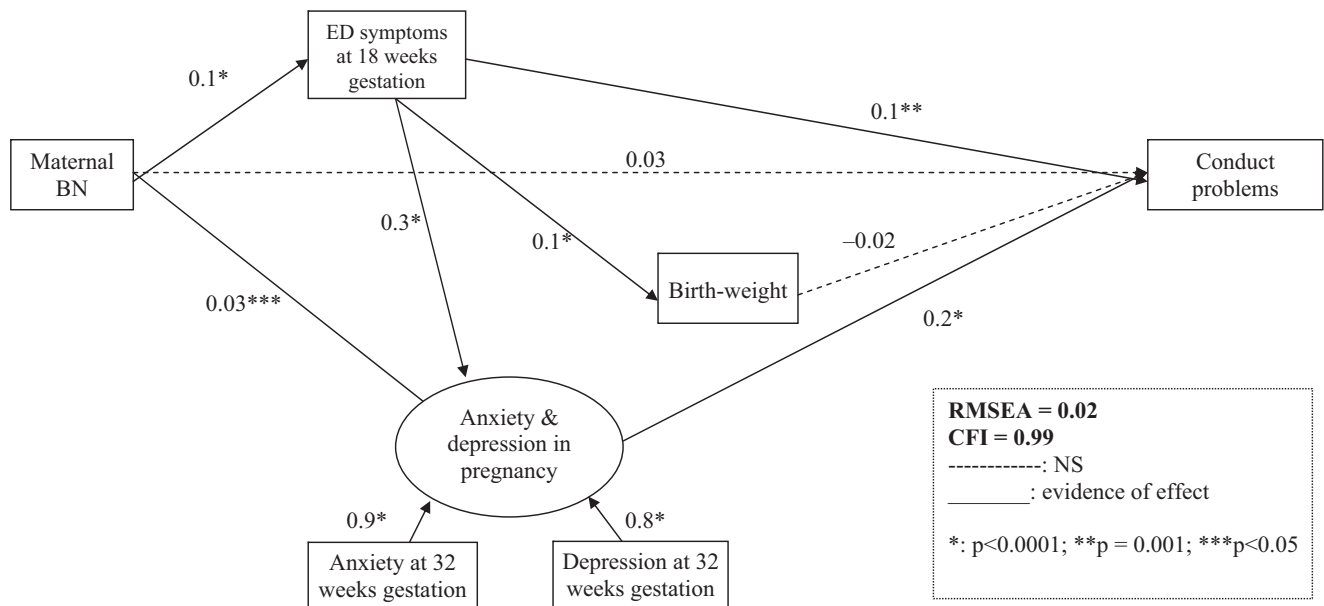 ED symptoms
at 18 weeks
gestation
0.1*
0.1**
Maternal
BN
0.03
Conduct
problems
0.3*
0.1*
–0.02
Birth-weight
0.03***
0.2*
Anxiety &
depression in
pregnancy
RMSEA = 0.02
CFI = 0.99
------------: NS
_______: evidence of effect
*: p<0.0001; **p = 0.001; ***p<0.05
0.9*
0.8*
Anxiety at 32
weeks gestation
Depression at 32
weeks gestation